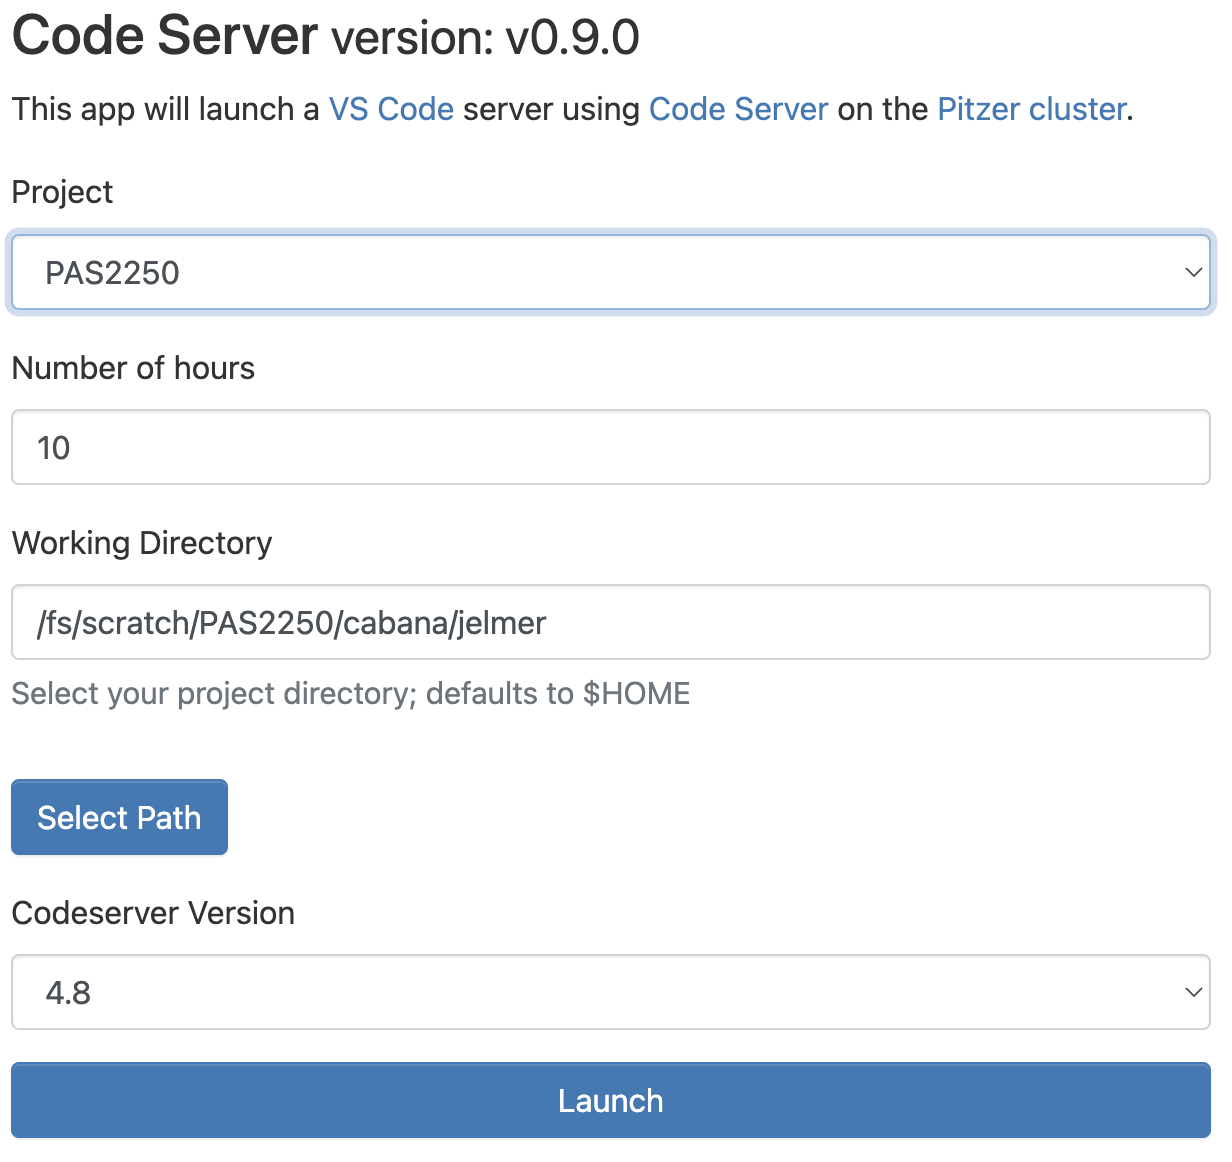 Code Server version: v0.9.0
This app will launch a VS Code server using Code Server on the Pitzer cluster.
Project
PAS2250
Number of hours
10
Working Directory
/fs/scratch/PAS2250/cabana/jelmer
Select your project directory; defaults to $HOME
Select Path
Codeserver Version
4.8
Launch